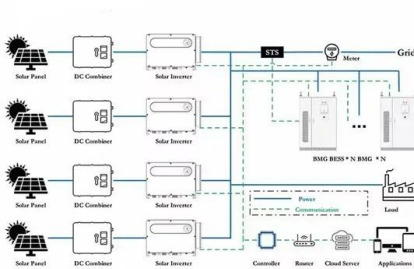 STS
Meter
Grid
Solar Panel
DC Combiner
Solar Inverter
Solar Panel
DC Combiner
Solar Inverter
BMG BESS * N BMG * N
Solar Panel
DC Combiner
Solar Inverter
Power
Communication
Load
Solar Panel
DC Combiner
Solar Inverter
Controller
Router
Cloud Server
Applications